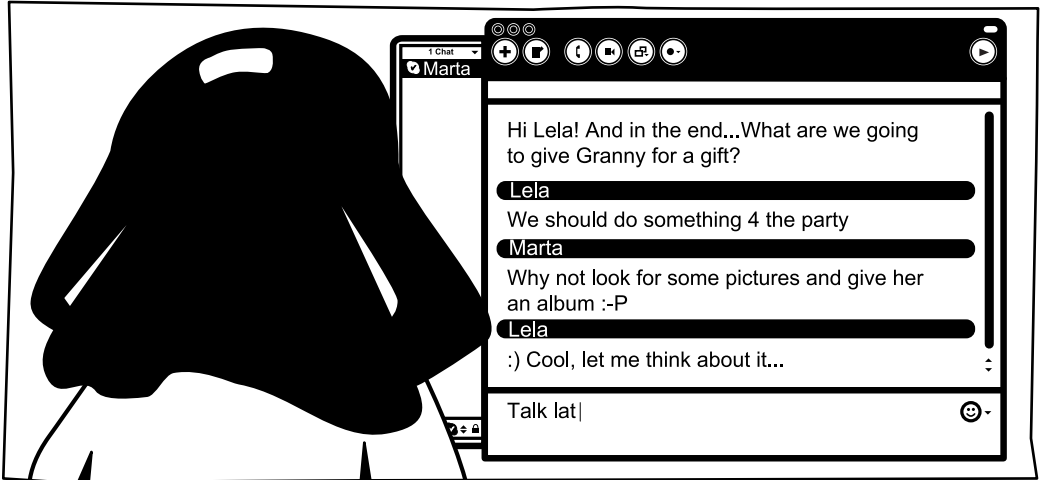 1 Chat
Marta
Hi Lela! And in the end...What are we going
to give Granny for a gift?
Lela
We should do something 4 the party
Marta
Why not look for some pictures and give her
an album :-P
Lela
:) Cool, let me think about it...
Talk lat